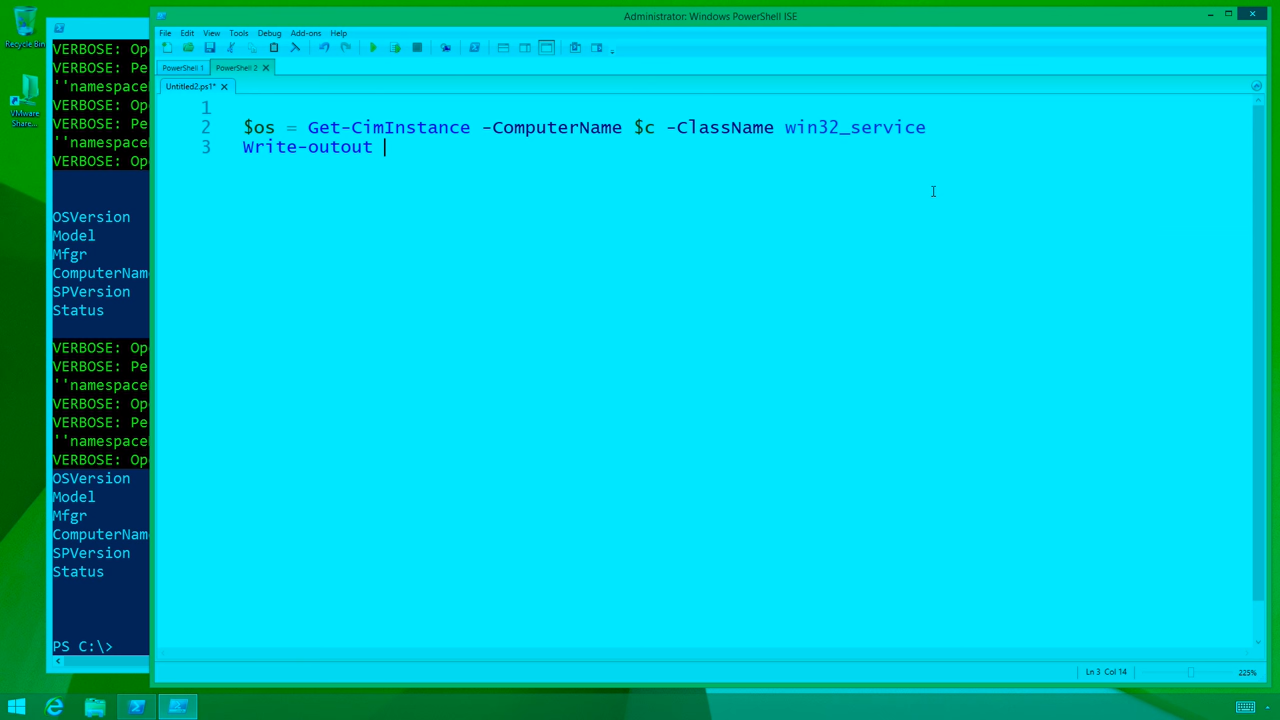 Recycle Bin
VMware
Share...
VERBOSE: Op
VERBOSE: Pe
''namespace
VERBOSE: Op
VERBOSE: Pe
''namespace
VERBOSE: Op
OSVersion
Model
Mfgr
ComputerNam
SPVersion
Status
VERBOSE: Op
VERBOSE: Pe
''namespace
VERBOSE: Op
VERBOSE: Pe
''namespace
VERBOSE: Op
OSVersion
Model
Mfgr
ComputerNam
SPVersion
Status
PS C:\>
Administrator: Windows PowerShell ISE
File Edit View Tools Debug Add-ons Help
PowerShell 1 PowerShell 2
Untitled2.ps1*
1
2 $os = Get-CimInstance -ComputerName $c -ClassName win32_service
3 Write-outout
Ln 3 Col 14 225%